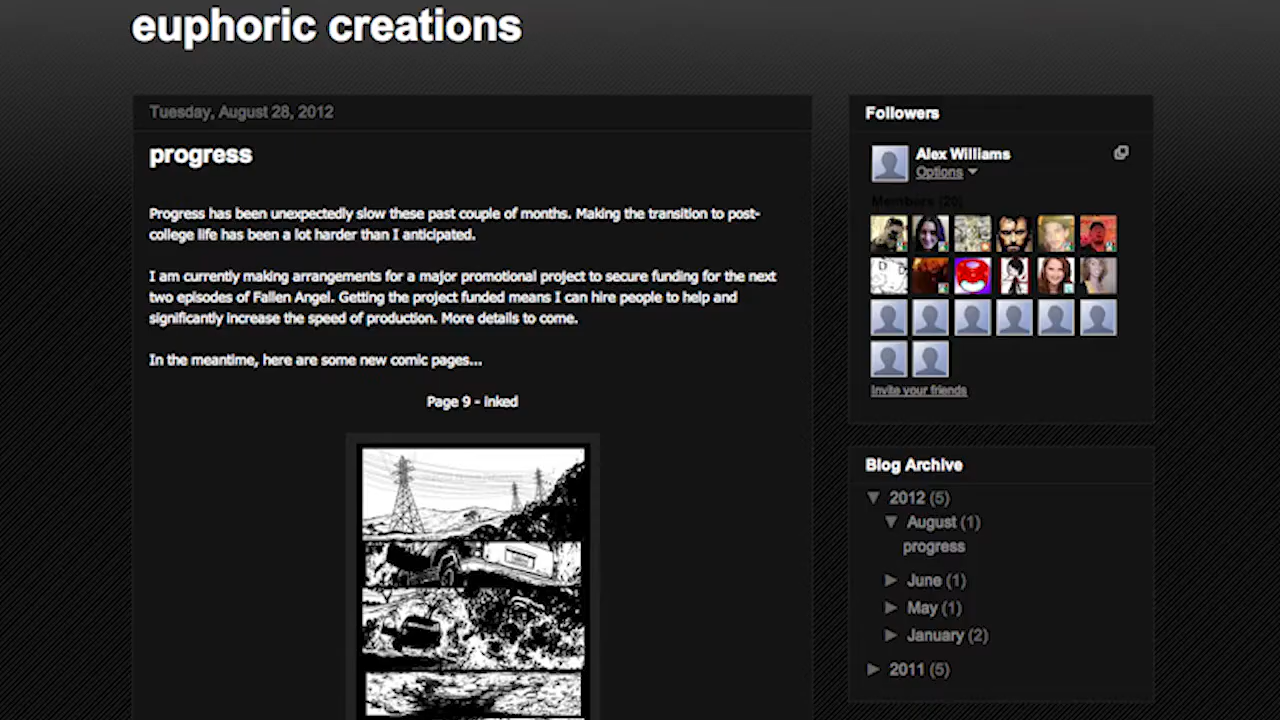 euphoric creations
Tuesday, August 28, 2012
progress
Progress has been unexpectedly slow these past couple of months. Making the transition to post-
college life has been a lot harder than I anticipated.
I am currently making arrangements for a major promotional project to secure funding for the next
two episodes of Fallen Angel. Getting the project funded means I can hire people to help and
significantly increase the speed of production. More details to come.
In the meantime, here are some new comic pages...
Page 9 - inked
Followers
Alex Williams
Options
Members (20)
Invite your friends
Blog Archive
2012 (5)
August (1)
progress
June (1)
May (1)
January (2)
2011 (5)